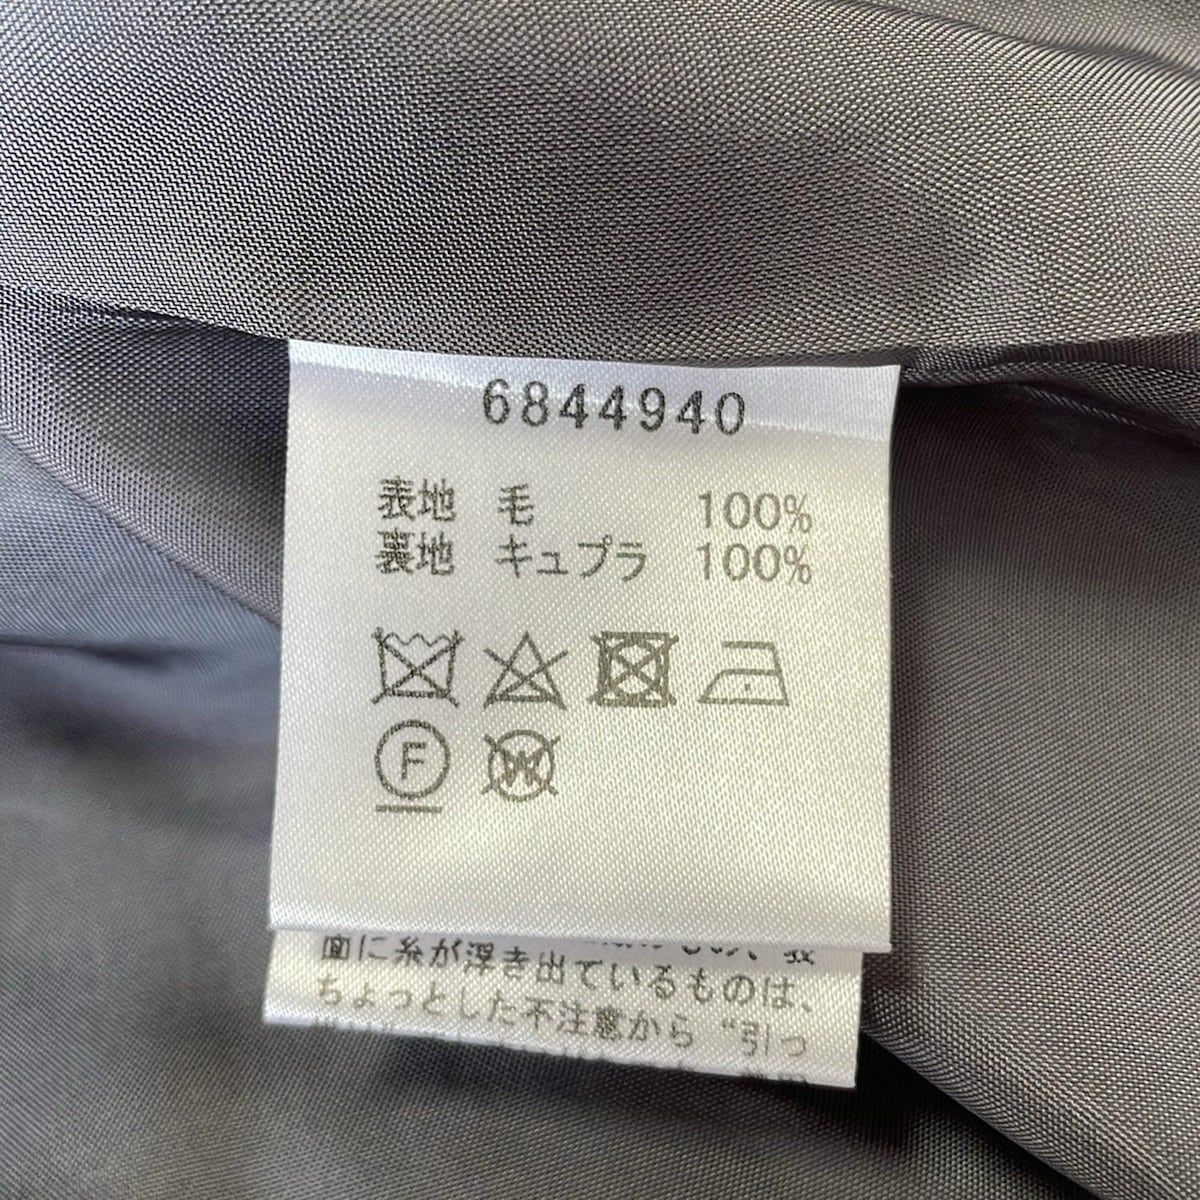 6844940
表地 毛 100%
裏地 キュプラ 100%
F
W
面に糸が浮き出ているものは、
ちょっとした不注意から“引っ